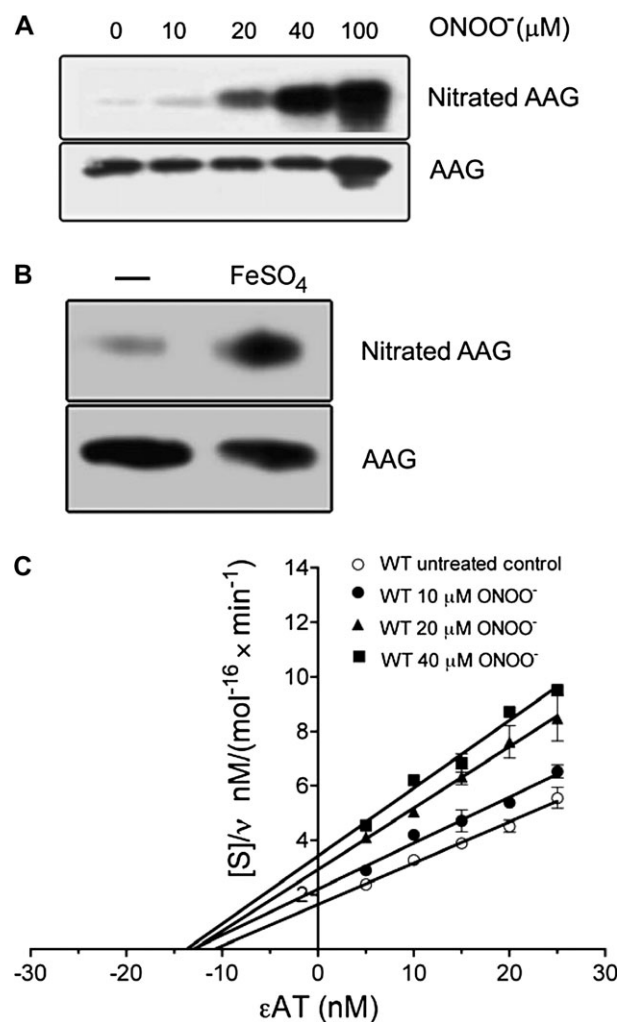 A
0 10 20 40 100 ONOO⁻(μM)
Nitrated AAG
AAG
B
— FeSO₄
Nitrated AAG
AAG
C
[S]/ν nM/(mol⁻¹⁶ × min⁻¹)
14
12
10
8
6
4
2
WT untreated control
WT 10 μM ONOO⁻
WT 20 μM ONOO⁻
WT 40 μM ONOO⁻
-30 -20 -10 0 10 20 30
εAT (nM)